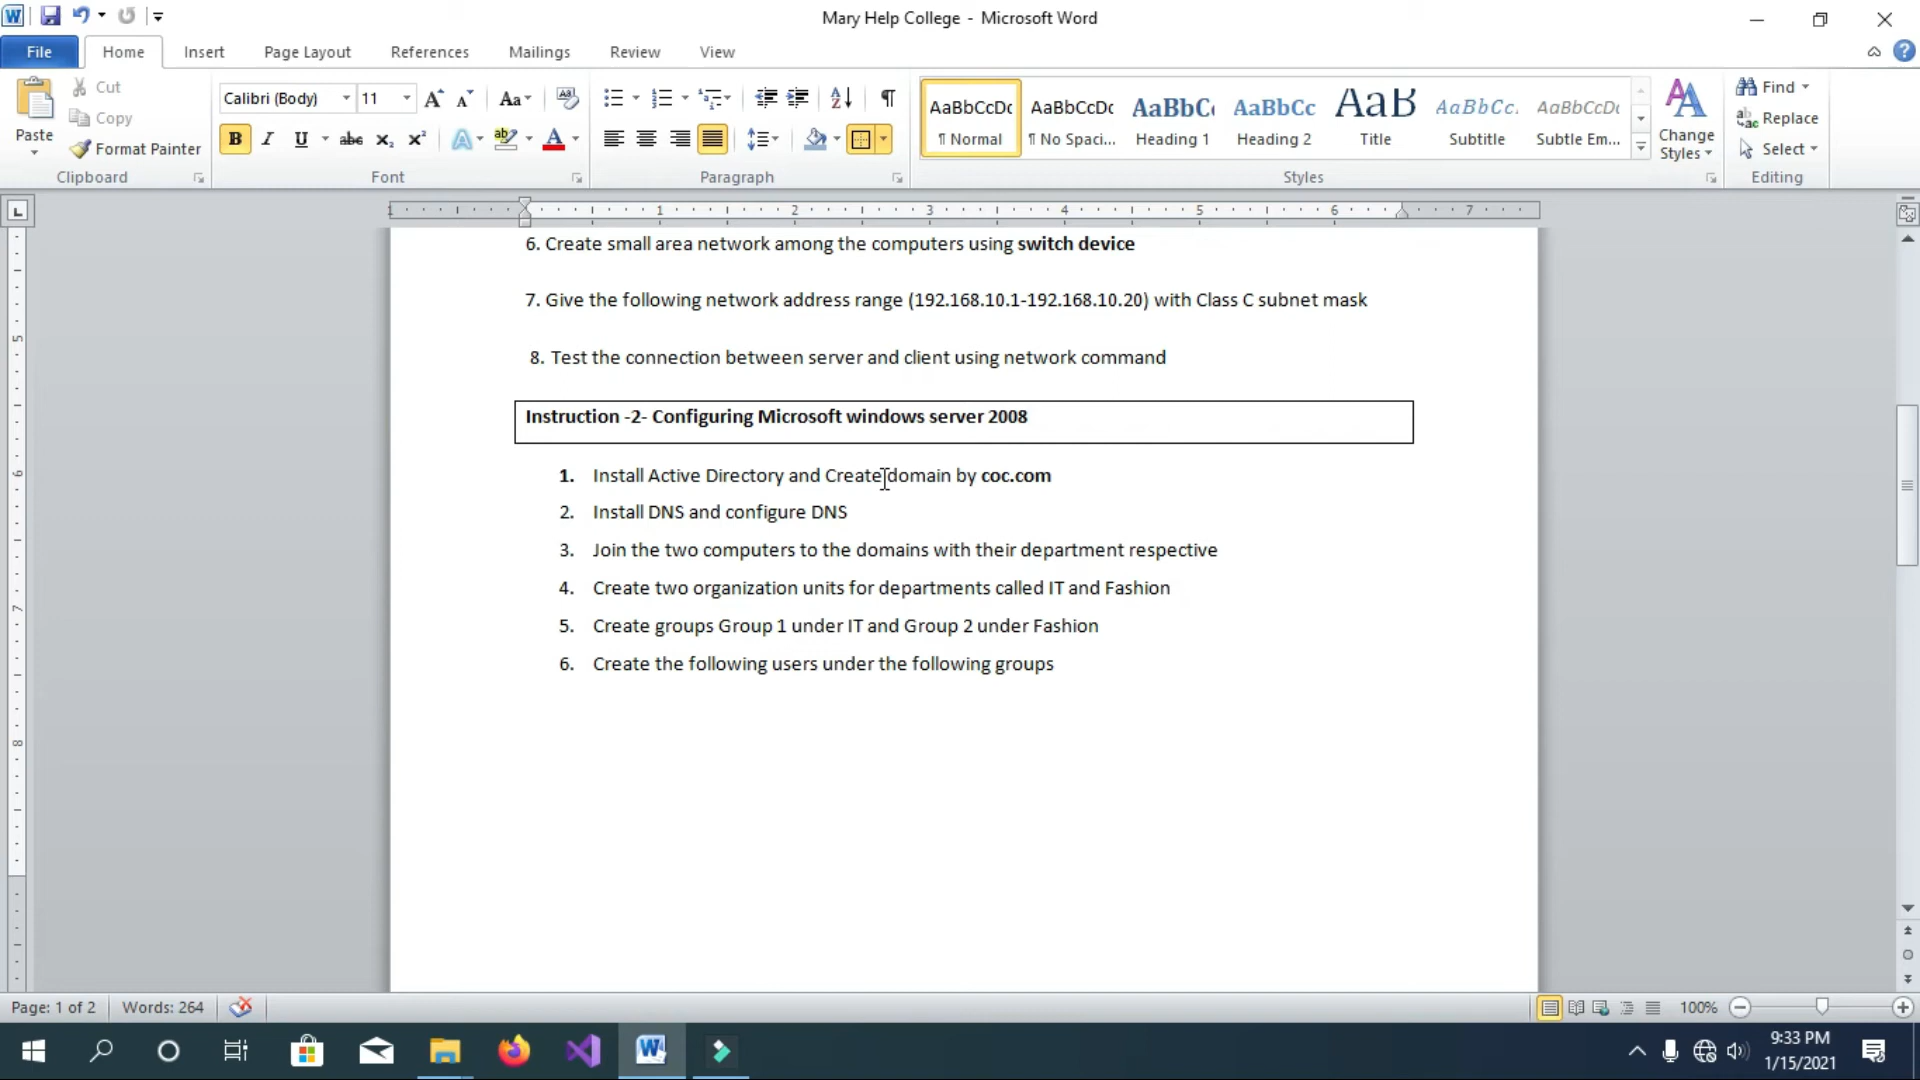 Mary Help College - Microsoft Word
File Home Insert Page Layout References Mailings Review View
Paste
Cut
Copy
Format Painter
Clipboard
Calibri (Body) 11
Font
Paragraph
AaBbCcDc AaBbCcDc AaBbC AaBbCc AaB AaBbCc. AaBbCcDc
¶ Normal ¶ No Spaci... Heading 1 Heading 2 Title Subtitle Subtle Em...
Change Styles
Styles
Find
Replace
Select
Editing
1 1 2 3 4 5 6 7
6. Create small area network among the computers using switch device
7. Give the following network address range (192.168.10.1-192.168.10.20) with Class C subnet mask
8. Test the connection between server and client using network command
Instruction -2- Configuring Microsoft windows server 2008
1. Install Active Directory and Create domain by coc.com
2. Install DNS and configure DNS
3. Join the two computers to the domains with their department respective
4. Create two organization units for departments called IT and Fashion
5. Create groups Group 1 under IT and Group 2 under Fashion
6. Create the following users under the following groups
Page: 1 of 2 Words: 264 100%
9:33 PM
1/15/2021